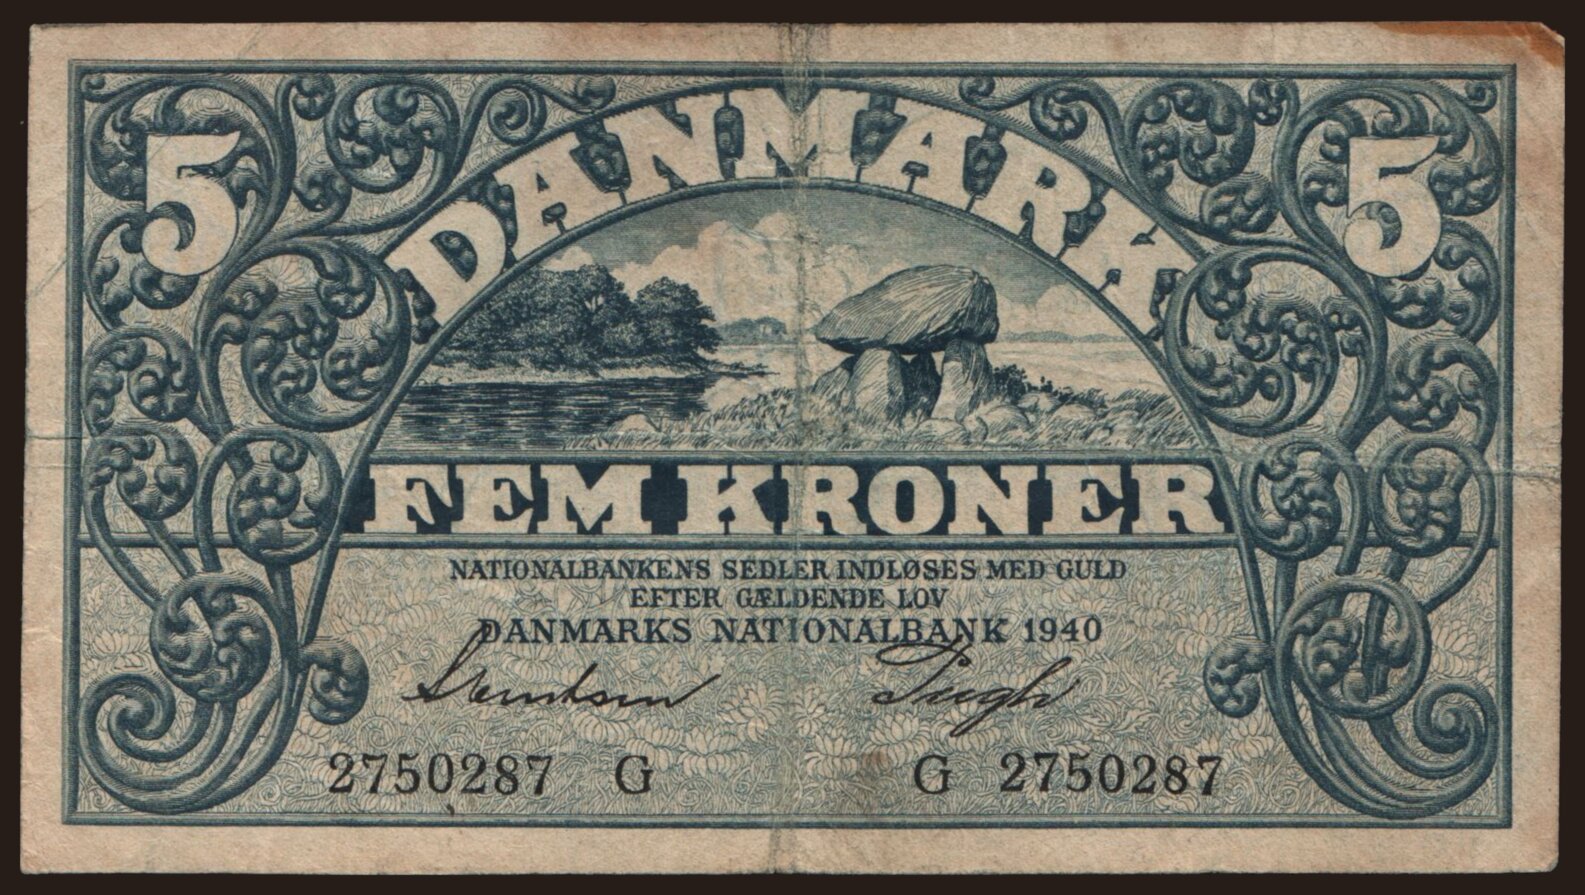 5 5
DANMARK
FEM KRONER
NATIONALBANKENS SEDLER INDLØSES MED GULD
EFTER GÆLDENDE LOV
DANMARKS NATIONALBANK 1940
2750287 G G 2750287